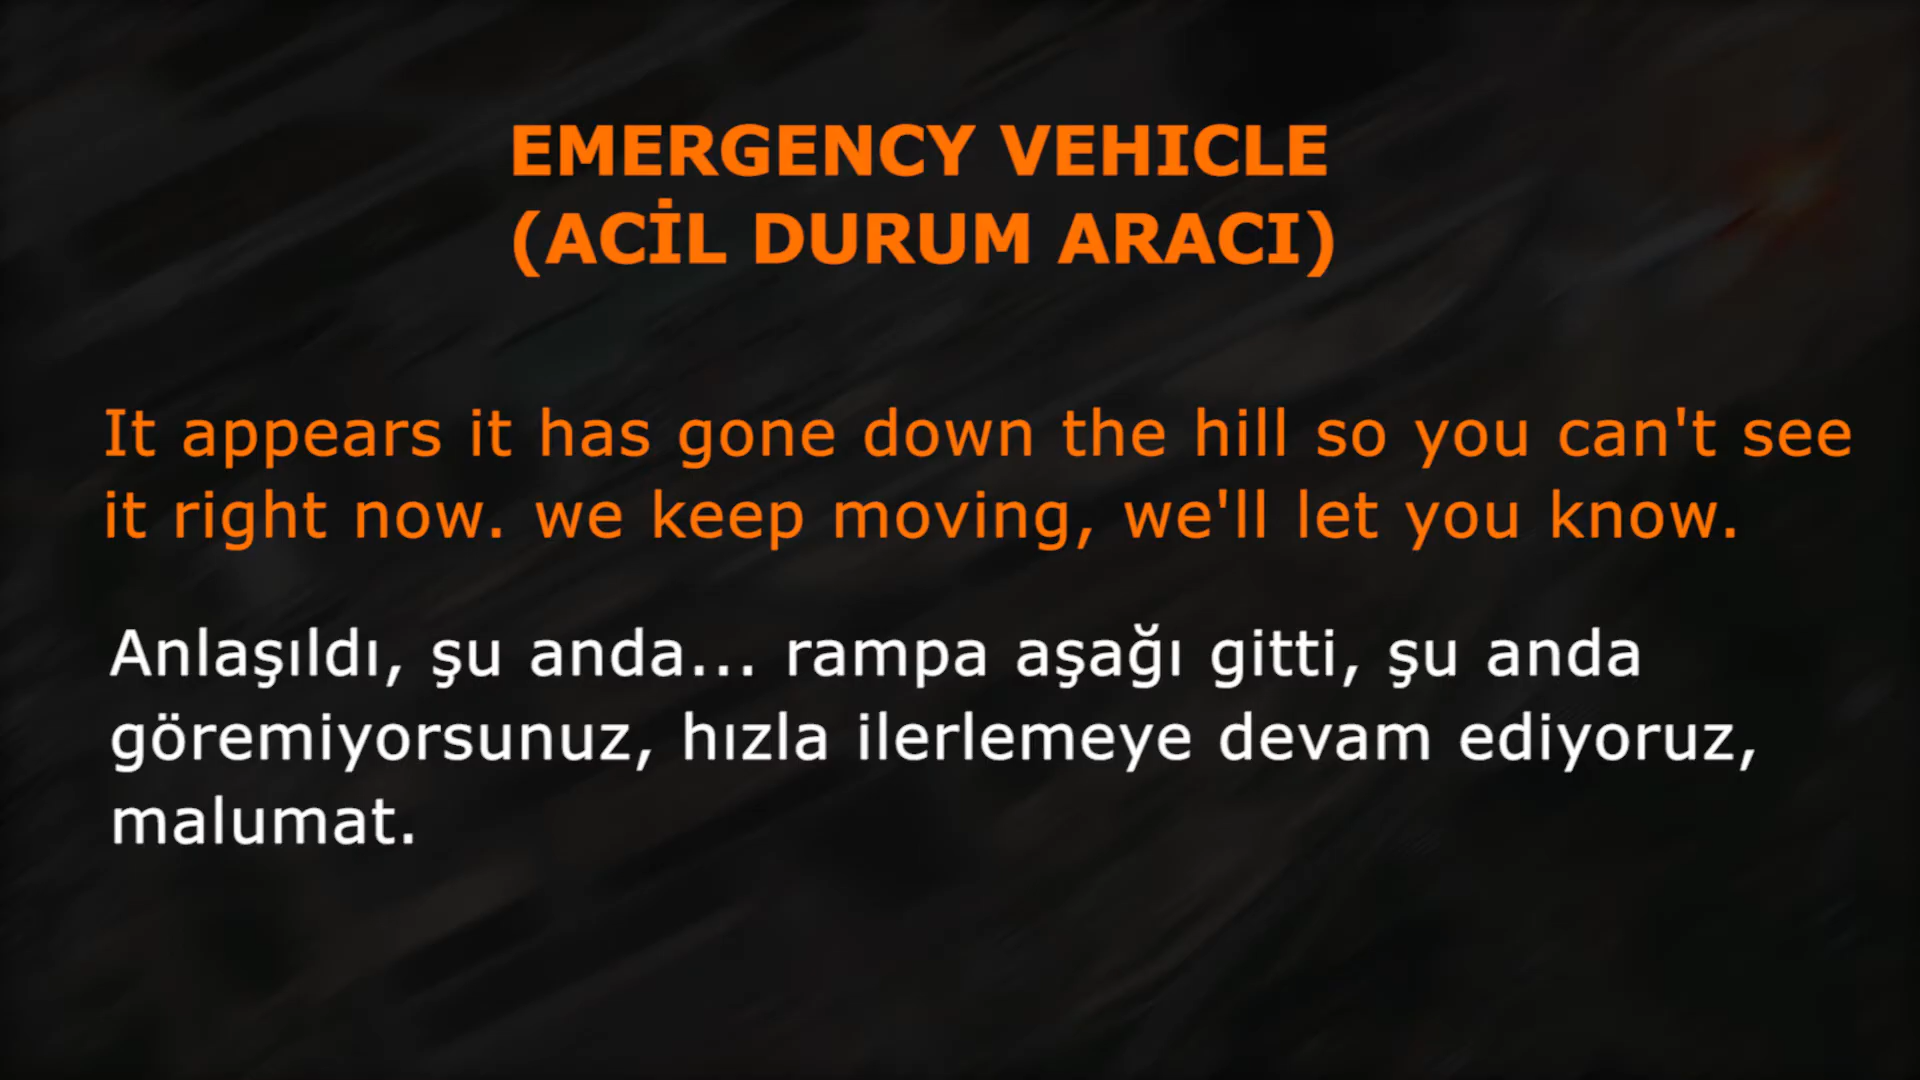 EMERGENCY VEHICLE
(ACİL DURUM ARACI)
It appears it has gone down the hill so you can't see
it right now. we keep moving, we'll let you know.
Anlaşıldı, şu anda... rampa aşağı gitti, şu anda
göremiyorsunuz, hızla ilerlemeye devam ediyoruz,
malumat.